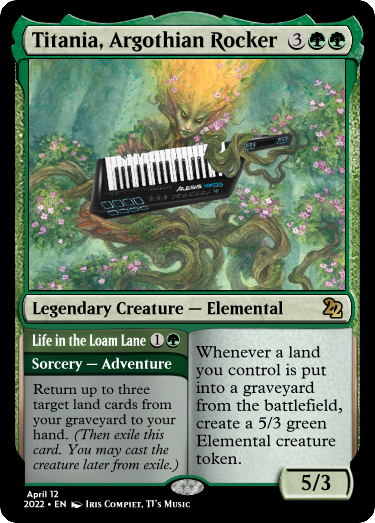 Titania, Argothian Rocker 3
ALESIS
Legendary Creature — Elemental
22
Life in the Loam Lane 1
Sorcery — Adventure
Return up to three
target land cards from
your graveyard to your
hand. (Then exile this
card. You may cast the
creature later from exile.)
Whenever a land
you control is put
into a graveyard
from the battlefield,
create a 5/3 green
Elemental creature
token.
5/3
April 12
2022 • EN Iris Compiet, TJ's Music